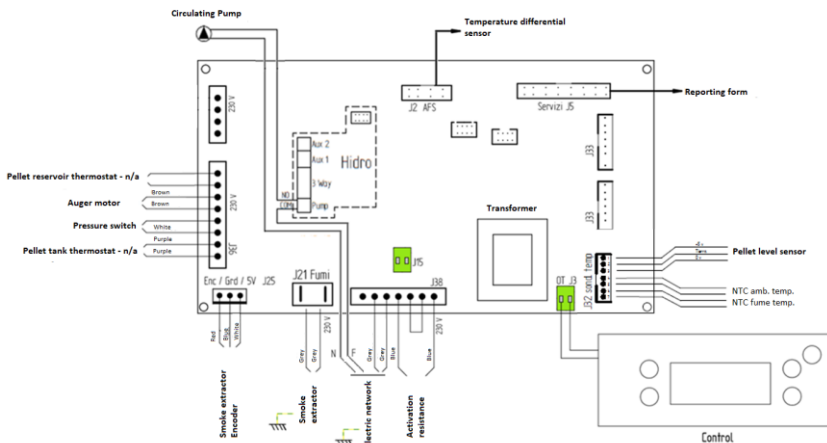 Circulating Pump
Temperature differential
sensor
J2 AFS
Servizi J5
Reporting form
230 V
Aux 2
Aux 1
3 Way
Pump
Hidro
NO
COM
J33
J33
Pellet reservoir thermostat - n/a
Brown
Auger motor
Brown
Pressure switch
White
Purple
Pellet tank thermostat - n/a
Purple
230 V
Transformer
J15
Pellet level sensor
J32 sond. temp
NTC amb. temp.
NTC fume temp.
Enc / Grd / 5V J25
J21 Fumi
J38
OT J3
230 V
230 V
Red
White
Grey
Grey
N
F
Grey
Grey
Blue
Blue
Smoke extractor
Encoder
Smoke
extractor
lectric network
Activation
resistance
Control